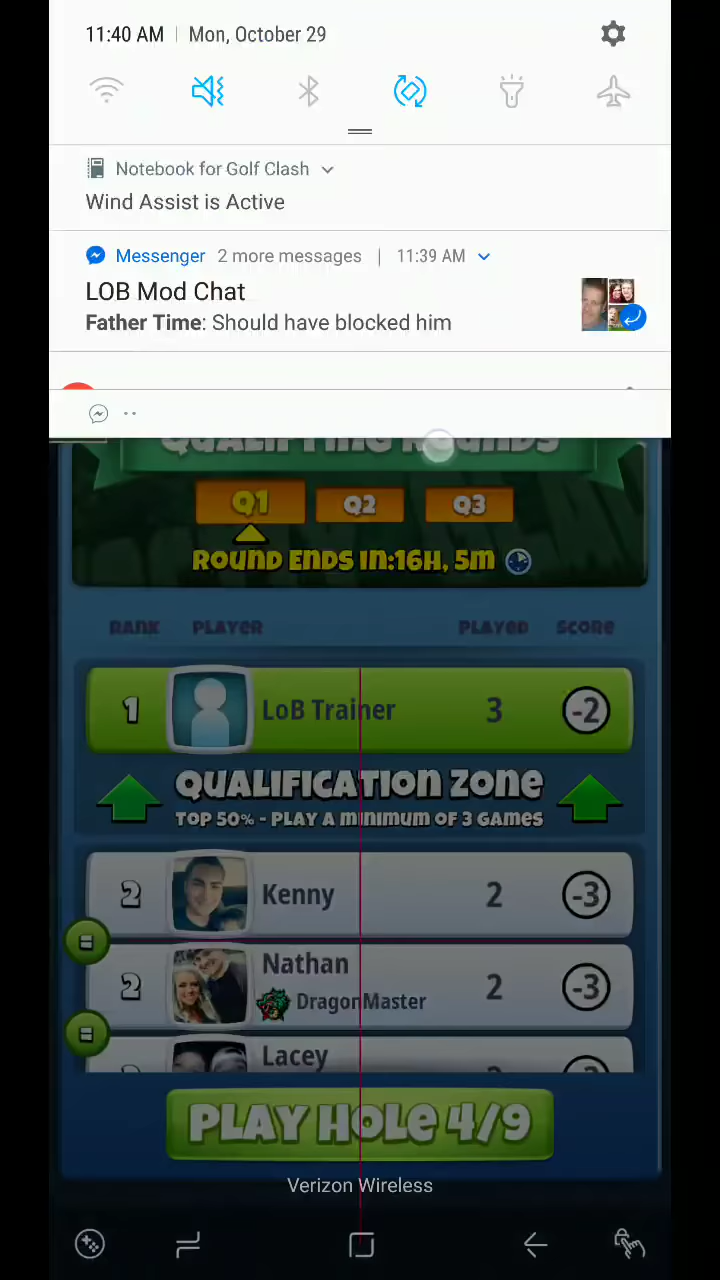 11:40 AM | Mon, October 29
Notebook for Golf Clash
Wind Assist is Active
Messenger 2 more messages | 11:39 AM
LOB Mod Chat
Father Time: Should have blocked him
QUALIFYING ROUNDS
Q1 Q2 Q3
ROUND ENDS IN:16H, 5m
RANK PLAYER PLAYED SCORE
1 LoB Trainer 3 -2
QUALIFICATION ZONE
TOP 50% - PLAY A MINIMUM OF 3 GAMES
2 Kenny 2 -3
2 Nathan 2 -3
DragonMaster
Lacey
PLAY HOLE 4/9
Verizon Wireless